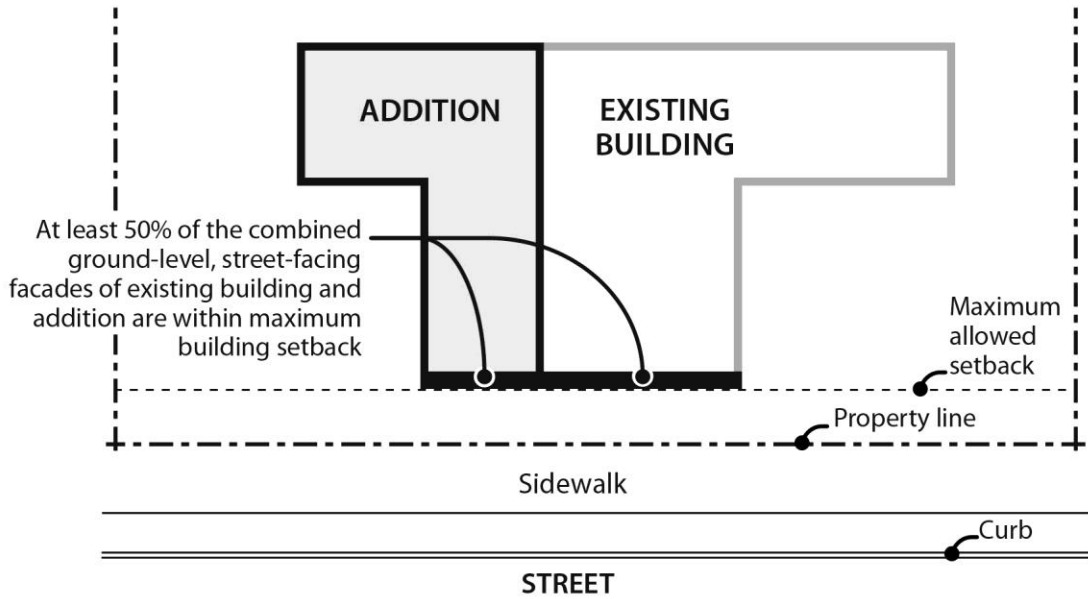 ADDITION
EXISTING
BUILDING
At least 50% of the combined
ground-level, street-facing
facades of existing building and
addition are within maximum
building setback
Maximum
allowed
setback
Property line
Sidewalk
Curb
STREET